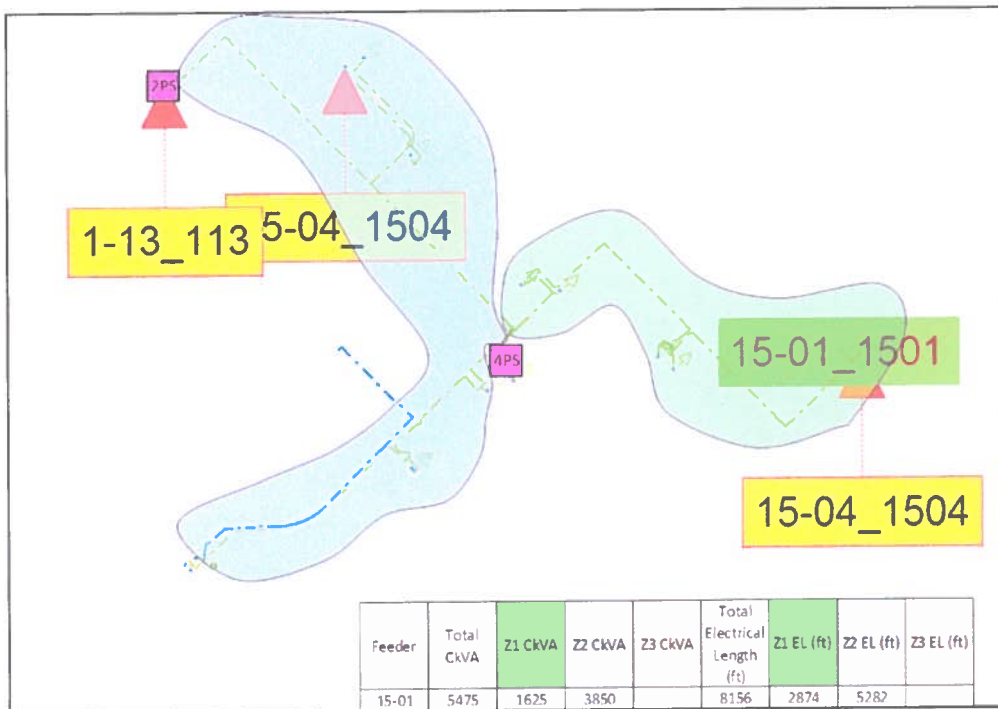 2PS
1-13_113
5-04_1504
4PS
15-01_1501
15-04_1504
Feeder Total CkVA Z1 CkVA Z2 CkVA Z3 CkVA Total Electrical Length (ft) Z1 EL (ft) Z2 EL (ft) Z3 EL (ft)
15-01 5475 1625 3850 8156 2874 5282